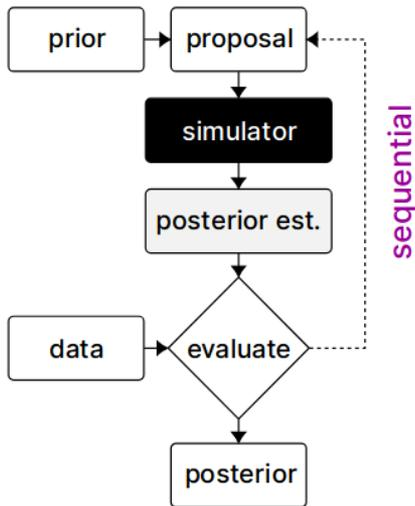 prior
proposal
simulator
posterior est.
sequential
data
evaluate
posterior